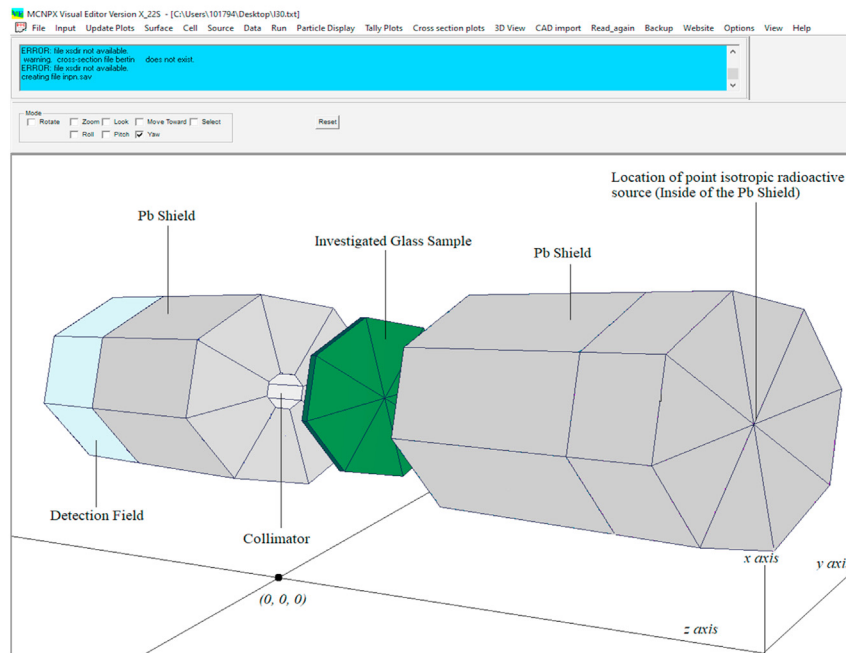 MCNPX Visual Editor Version X_22S - [C:\Users\101794\Desktop\I30.txt]
File Input Update Plots Surface Cell Source Data Run Particle Display Tally Plots Cross section plots 3D View CAD import Read_again Backup Website Options View Help
ERROR: file xsdir not available.
warning. cross-section file bertin does not exist.
ERROR: file xsdir not available.
creating file inpn.sav
Mode
Rotate Zoom Look Move Toward Select
Roll Pitch Yaw
Reset
Location of point isotropic radioactive
source (Inside of the Pb Shield)
Pb Shield
Investigated Glass Sample
Pb Shield
Detection Field
Collimator
x axis
y axis
(0, 0, 0)
z axis